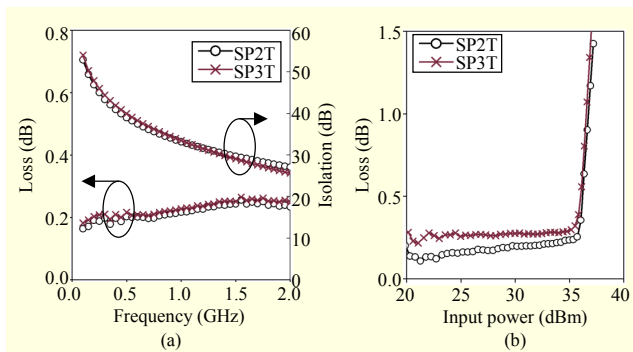 0.8
0.6
0.4
0.2
0.0
Loss (dB)
60
50
40
30
20
10
0
Isolation (dB)
SP2T
SP3T
0.0 0.5 1.0 1.5 2.0
Frequency (GHz)
(a)
1.5
1.0
0.5
0.0
Loss (dB)
SP2T
SP3T
20 25 30 35 40
Input power (dBm)
(b)